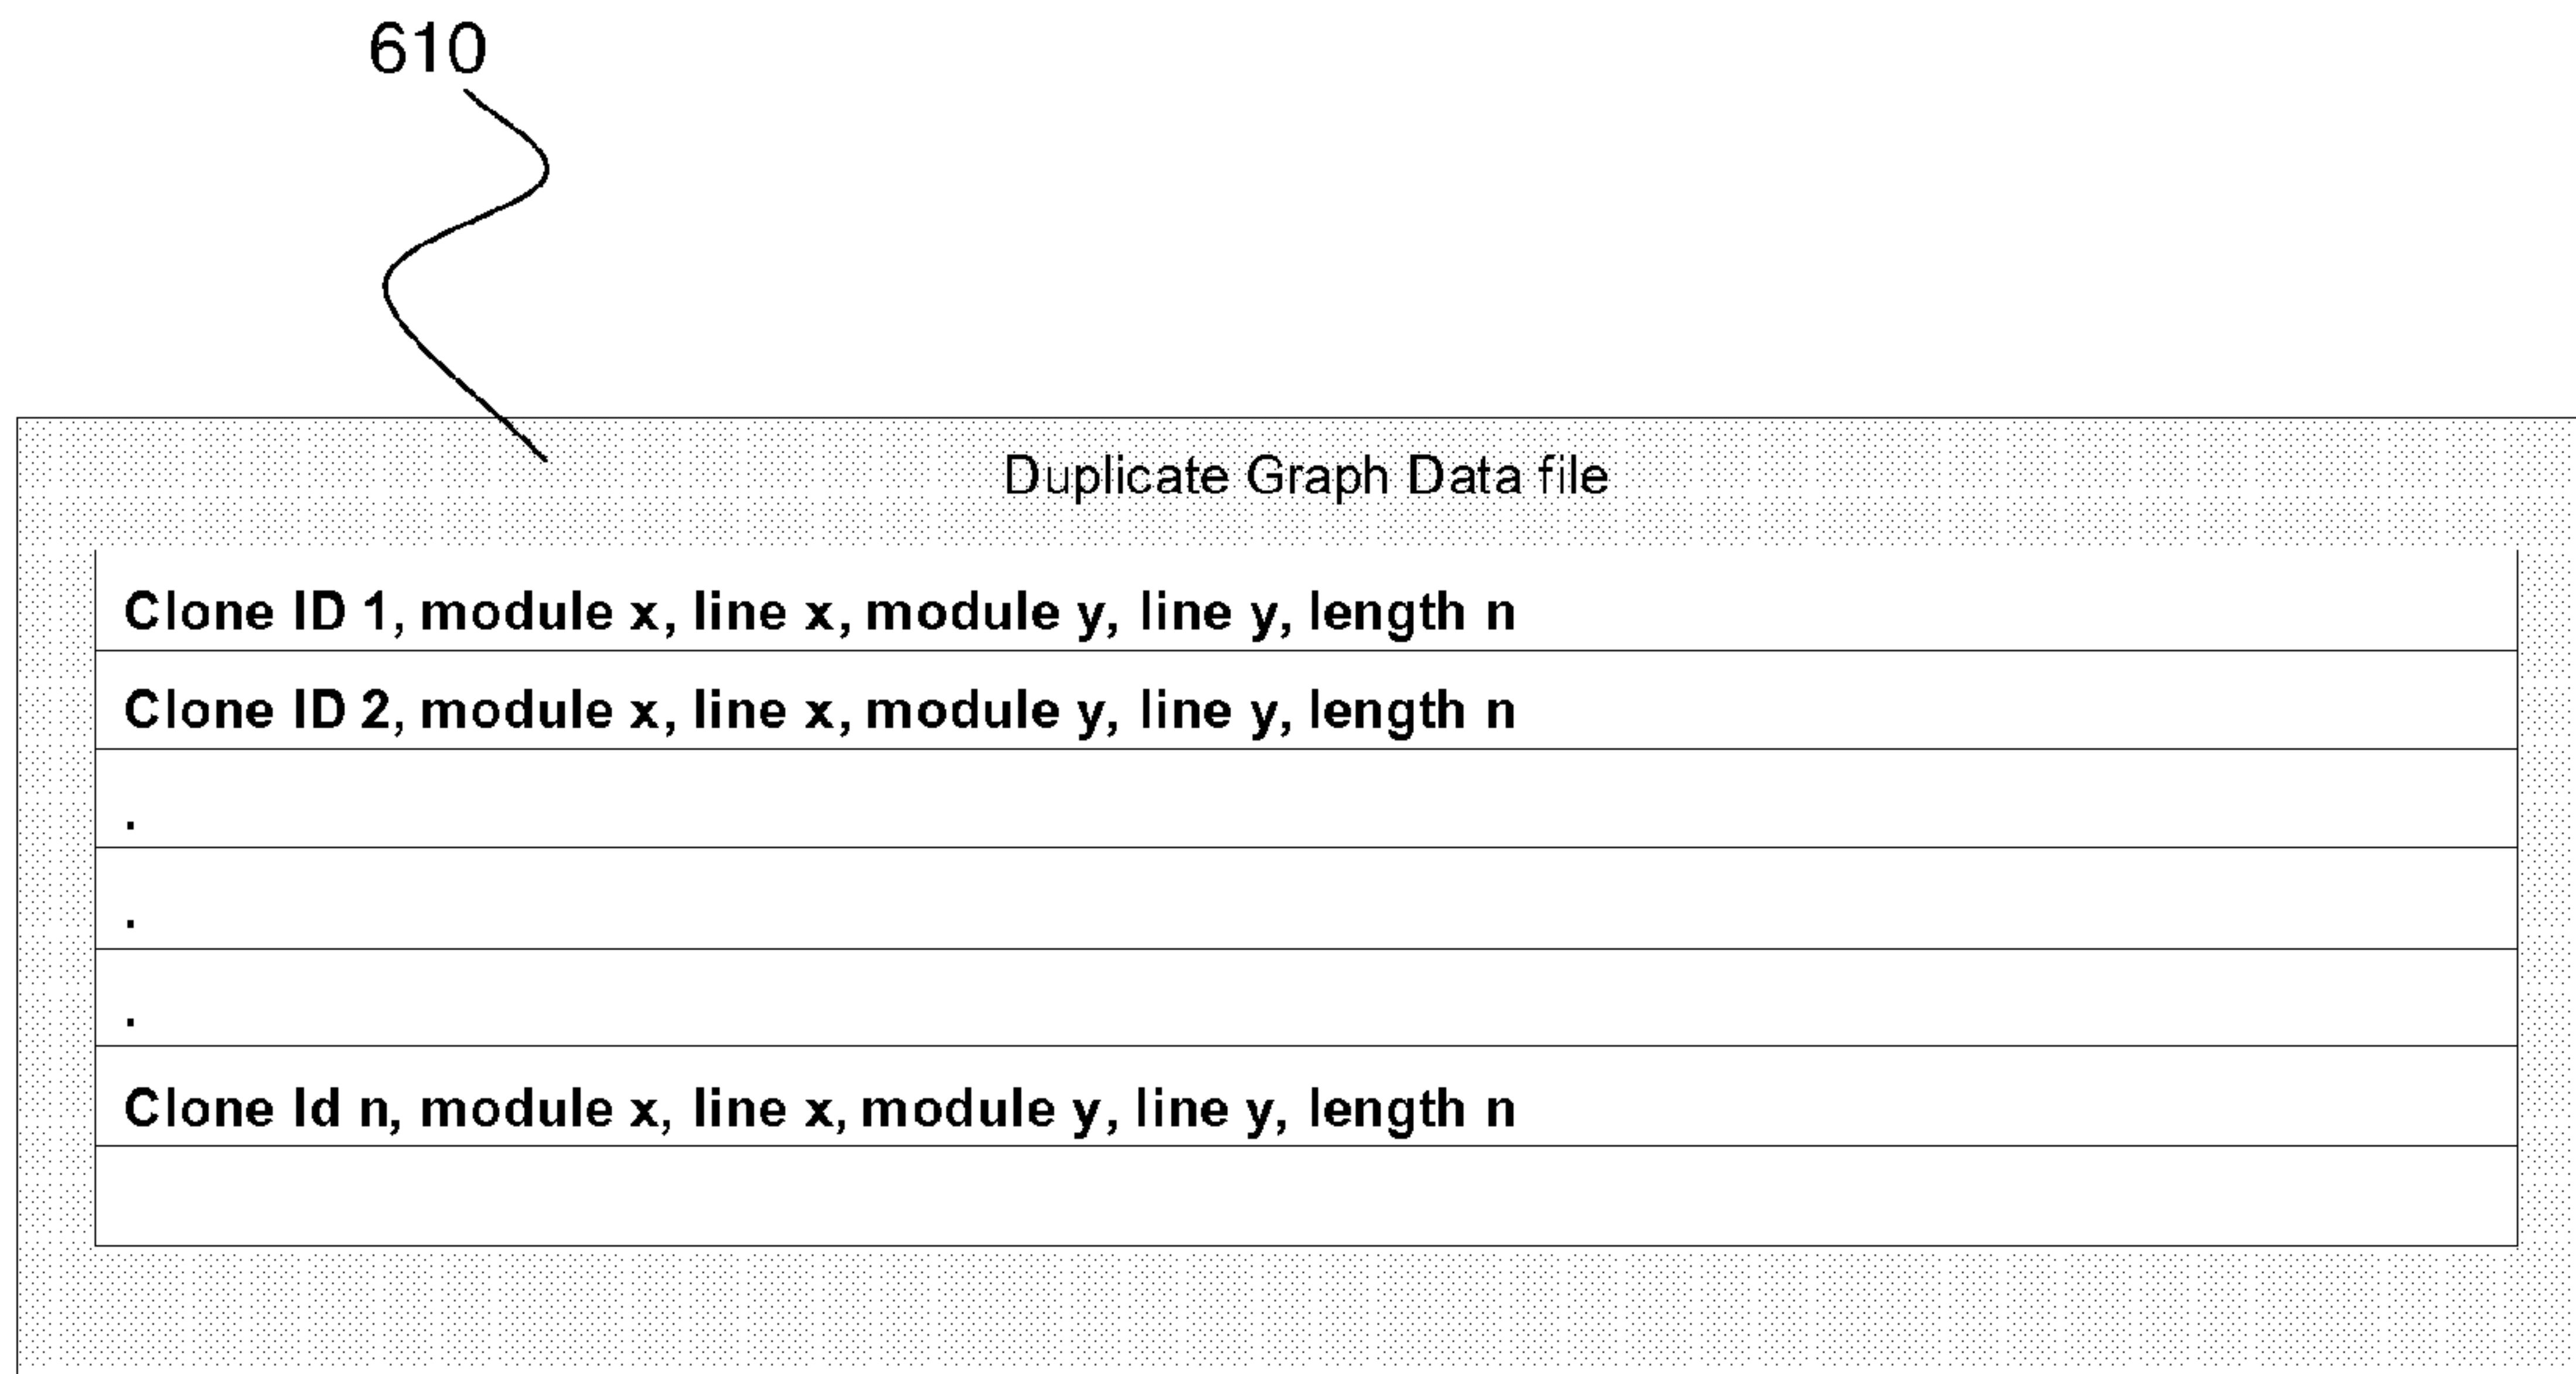 610
Duplicate Graph Data file
Clone ID 1, module x, line x, module y, line y, length n
Clone ID 2, module x, line x, module y, line y, length n
.
.
.
Clone Id n, module x, line x, module y, line y, length n